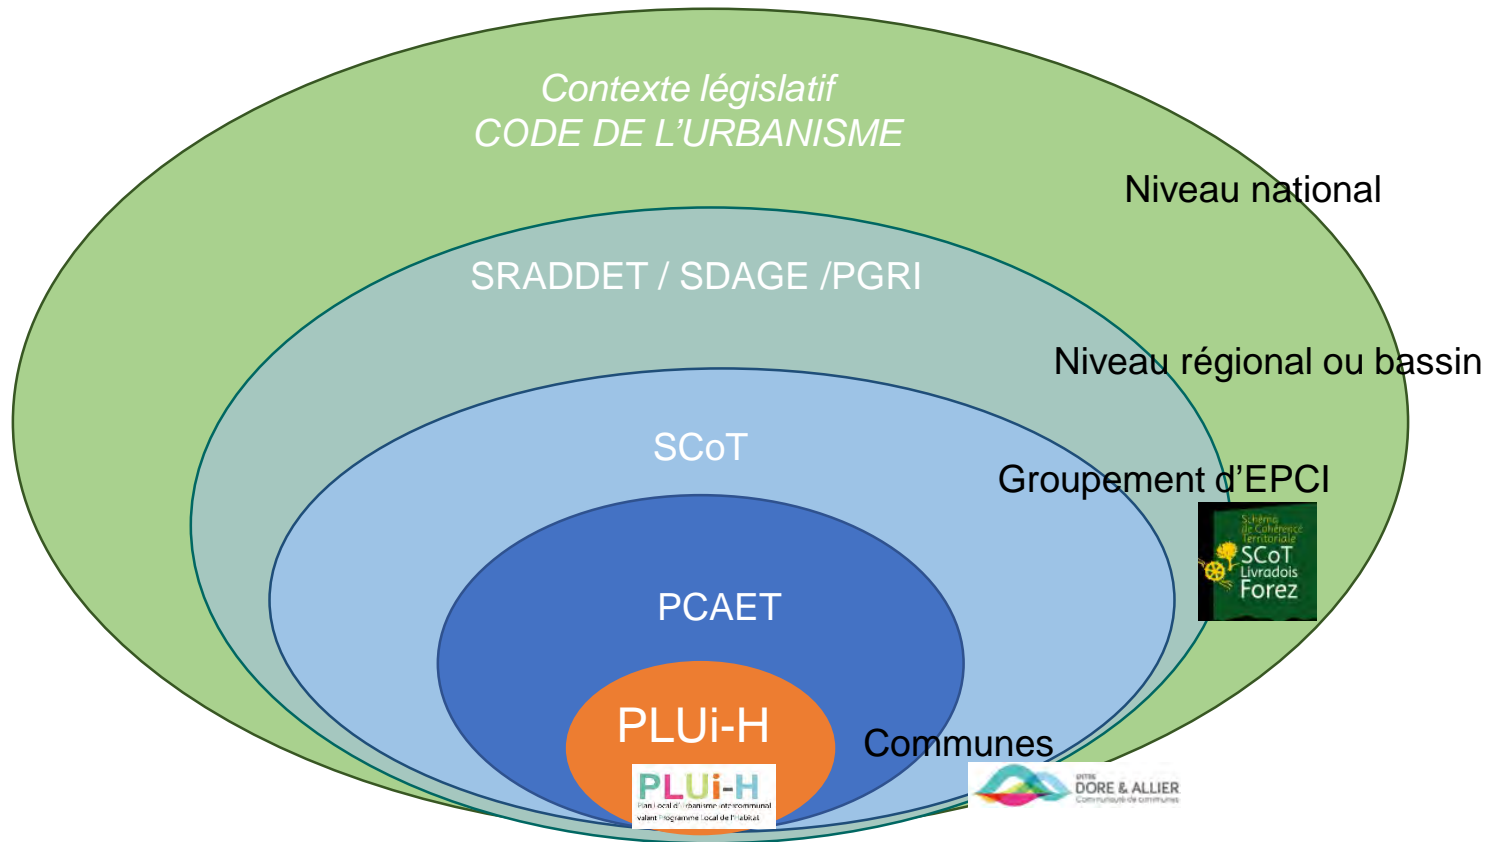 Contexte législatif
CODE DE L’URBANISME
Niveau national
SRADDET / SDAGE /PGRI
Niveau régional ou bassin
SCoT
Groupement d’EPCI
Schéma
de Cohérence
Territoriale
SCoT
Livradois
Forez
PCAET
PLUi-H
Communes
PLUi-H
Plan Local d'Urbanisme intercommunal
valant Programme Local de l'Habitat
ENTRE
DORE & ALLIER
Communauté de communes